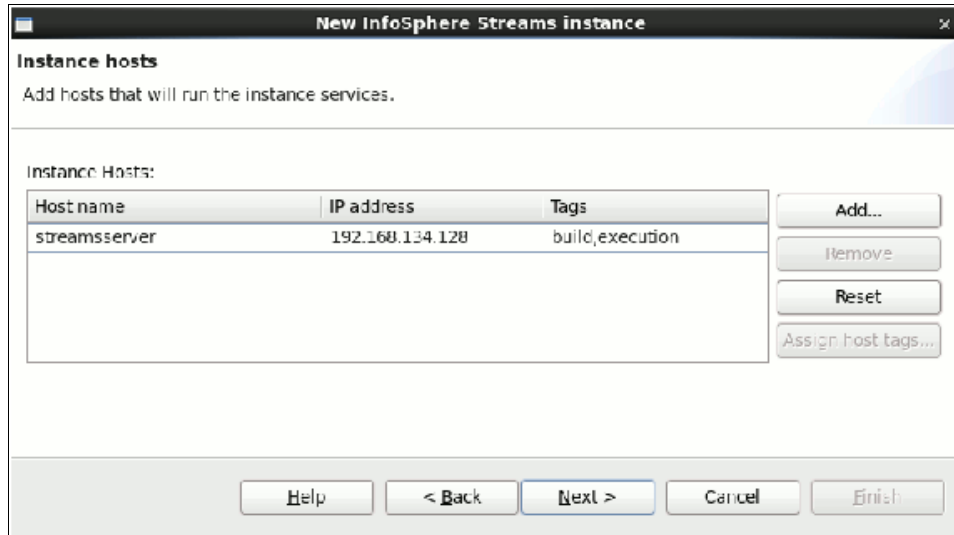 New InfoSphere Streams instance
Instance hosts
Add hosts that will run the instance services.
Instance Hosts:
Host name IP address Tags
streamsserver 192.168.134.128 build,execution
Add...
Remove
Reset
Assign host tags...
Help < Back Next > Cancel Finish